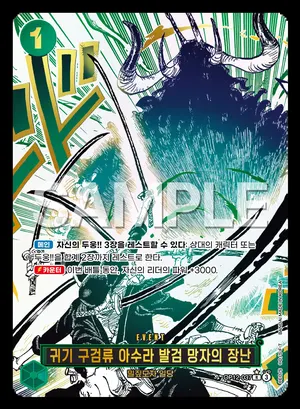 1
SAMPLE
메인 자신의 두웅!! 3장을 레스트할 수 있다: 상대의 캐릭터 또는
두웅!!을 합계 2장까지 레스트로 한다.
카운터 이번 배틀 동안, 자신의 리더의 파워 +3000.
EVENT
귀기 구검류 아수라 발검 망자의 장난
밀짚모자 일당
OP12-037